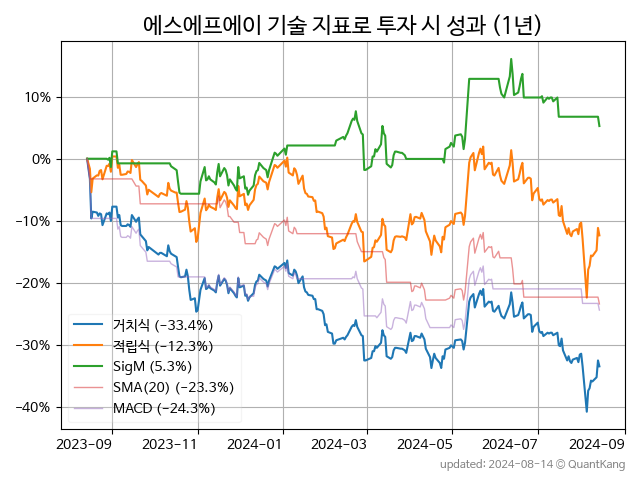 에스에프에이 기술 지표로 투자 시 성과 (1년)
10%
0%
−10%
−20%
−30%
−40%
거치식 (−33.4%)
적립식 (−12.3%)
SigM (5.3%)
SMA(20) (−23.3%)
MACD (−24.3%)
2023-09 2023-11 2024-01 2024-03 2024-05 2024-07 2024-09
updated: 2024-08-14 © QuantKang